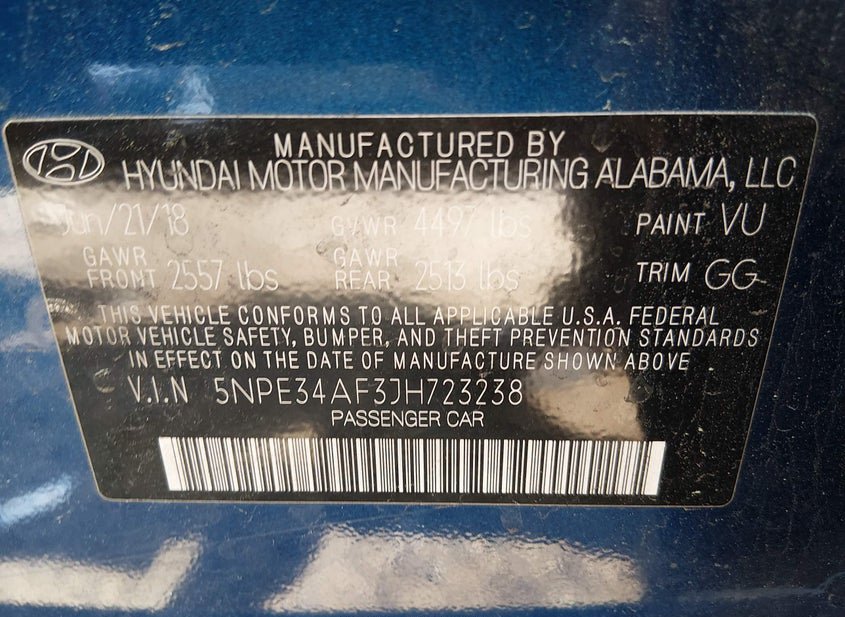 MANUFACTURED BY
HYUNDAI MOTOR MANUFACTURING ALABAMA, LLC
Jun/21/18 GVWR 4497 lbs PAINT VU
GAWR FRONT 2557 lbs GAWR REAR 2513 lbs TRIM GG
THIS VEHICLE CONFORMS TO ALL APPLICABLE U.S.A. FEDERAL
MOTOR VEHICLE SAFETY, BUMPER, AND THEFT PREVENTION STANDARDS
IN EFFECT ON THE DATE OF MANUFACTURE SHOWN ABOVE
V.I.N 5NPE34AF3JH723238
PASSENGER CAR